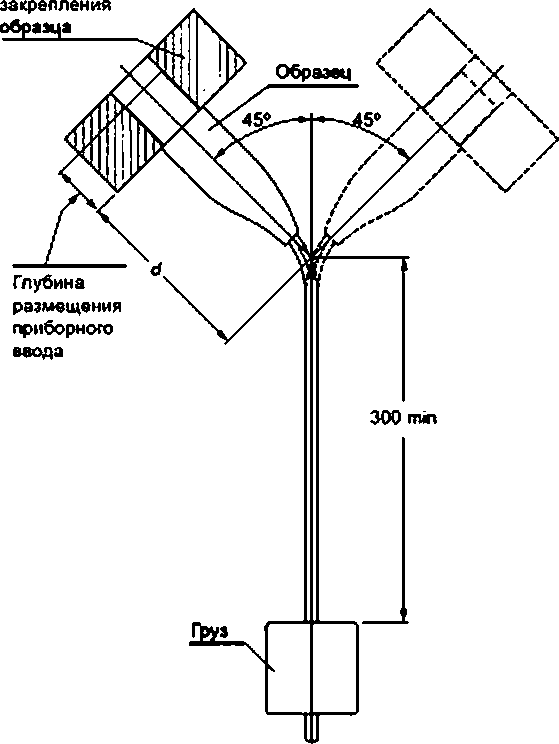 закрепления
образца
Образец
45°
45°
d
Глубина
размещения
приборного
ввода
300 min
Груз